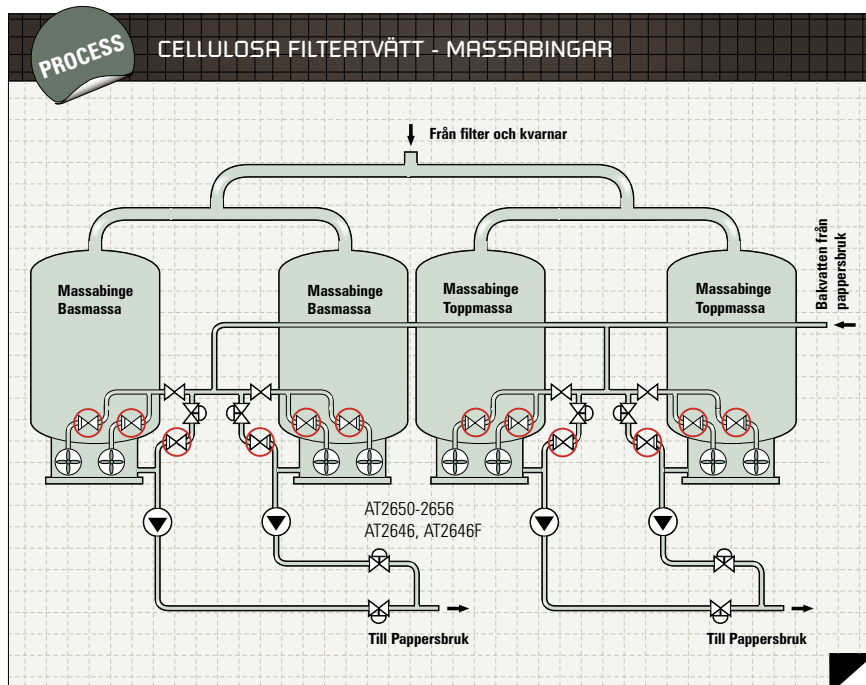 PROCESS
CELLULOSA FILTERTVÄTT - MASSABINGAR
Från filter och kvarnar
Massabinge
Basmassa
Massabinge
Basmassa
Massabinge
Toppmassa
Massabinge
Toppmassa
Bakvatten från
pappersbruk
AT2650-2656
AT2646, AT2646F
Till Pappersbruk
Till Pappersbruk